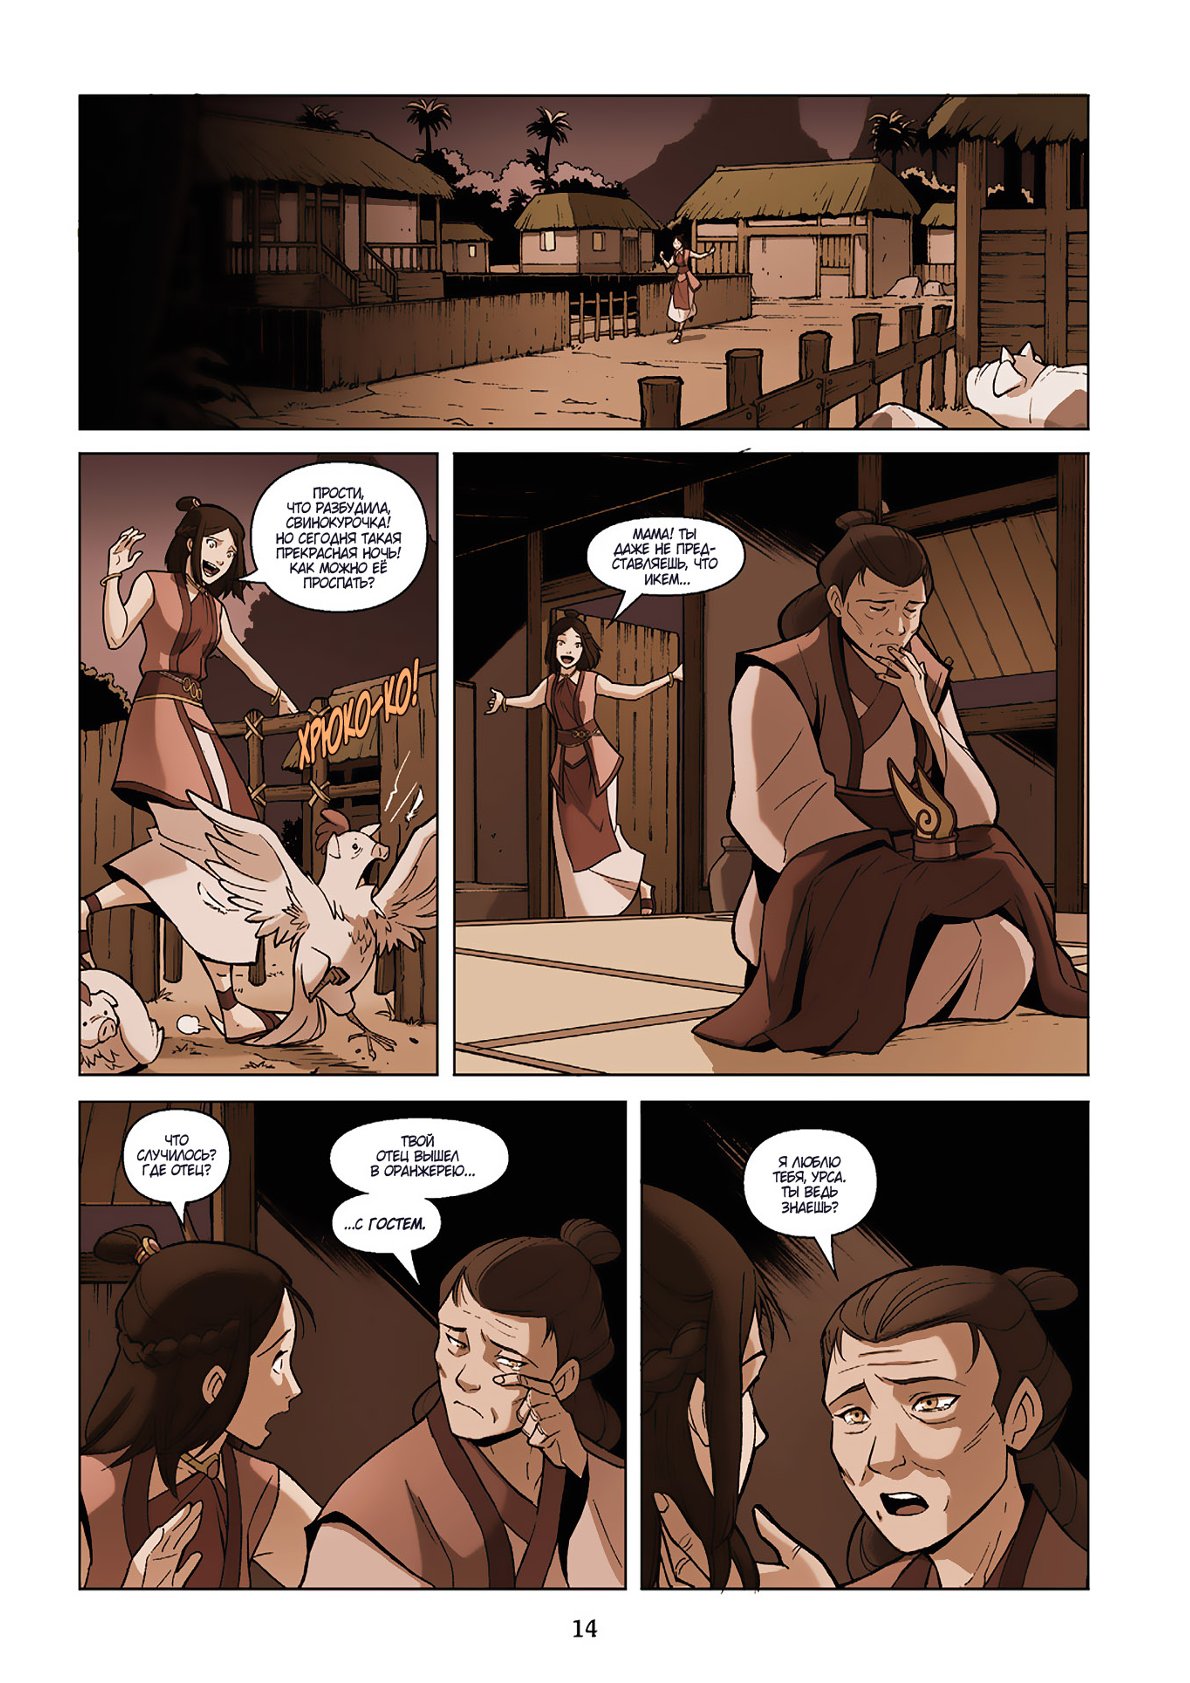 ПРОСТИ,
ЧТО РАЗБУДИЛА,
СВИНОКУРОЧКА!
НО СЕГОДНЯ ТАКАЯ
ПРЕКРАСНАЯ НОЧЬ!
КАК МОЖНО ЕЁ
ПРОСПАТЬ?
ХРЮКО-КО!
МАМА! ТЫ
ДАЖЕ НЕ ПРЕД-
СТАВЛЯЕШЬ, ЧТО
ИКЕМ...
ЧТО
СЛУЧИЛОСЬ?
ГДЕ ОТЕЦ?
ТВОЙ
ОТЕЦ ВЫШЕЛ
В ОРАНЖЕРЕЮ...
...С ГОСТЕМ.
Я ЛЮБЛЮ
ТЕБЯ, УРСА.
ТЫ ВЕДЬ
ЗНАЕШЬ?
14